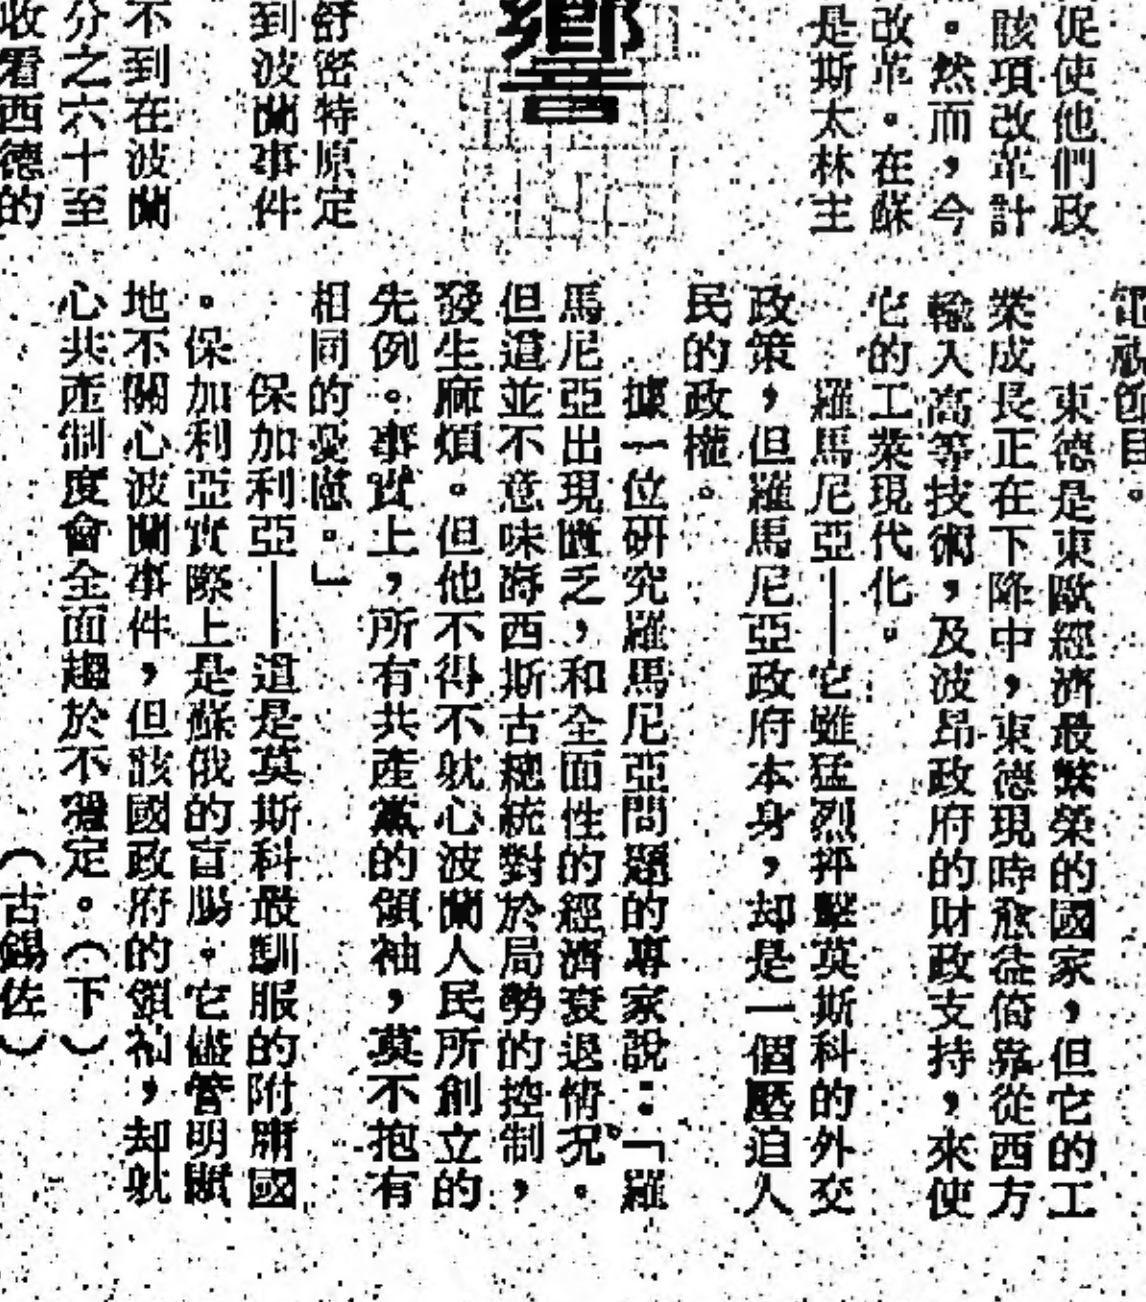 促使他們政
該項改革計
。然而，今
改革。在蘇
是斯太林主
響
舒密特原定
到波蘭事件
不到在波蘭
分之六十至
收看西德的
電視節目。
東德是東歐經濟最繁榮的國家，但它的工
業成長正在下降中，東德現時愈益倚靠從西方
輸入高等技術，及波昂政府的財政支持，來使
它的工業現代化。
羅馬尼亞——它雖猛烈抨擊莫斯科的外交
政策，但羅馬尼亞政府本身，却是一個壓迫人
民的政權。
據一位研究羅馬尼亞問題的專家說：「羅
馬尼亞出現匱乏，和全面性的經濟衰退情况。
但這並不意味壽西斯古總統對於局勢的控制，
發生麻煩。但他不得不躭心波蘭人民所創立的
先例。事實上，所有共產黨的領袖，莫不抱有
相同的憂慮。」
保加利亞——這是莫斯科最馴服的附庸國
。保加利亞實際上是蘇俄的盲腸。它儘管明顯
地不關心波蘭事件，但該國政府的領袖，却躭
心共產制度會全面趨於不穩定。（下）
（古錫佐）